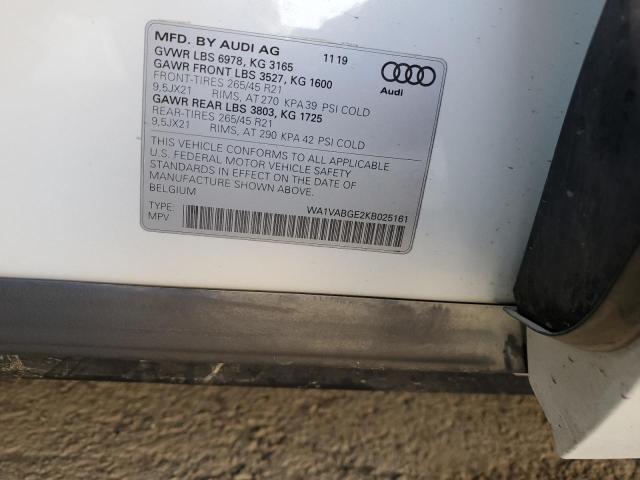 MFD. BY AUDI AG 11 19
GVWR LBS 6978, KG 3165
GAWR FRONT LBS 3527, KG 1600
FRONT-TIRES 265/45 R21
9,5JX21 RIMS, AT 270 KPA 39 PSI COLD
GAWR REAR LBS 3803, KG 1725
REAR-TIRES 265/45 R21
9,5JX21 RIMS, AT 290 KPA 42 PSI COLD
Audi
THIS VEHICLE CONFORMS TO ALL APPLICABLE
U.S. FEDERAL MOTOR VEHICLE SAFETY
STANDARDS IN EFFECT ON THE DATE OF
MANUFACTURE SHOWN ABOVE.
BELGIUM
TYPE: WA1VABGE2KB025161
MPV